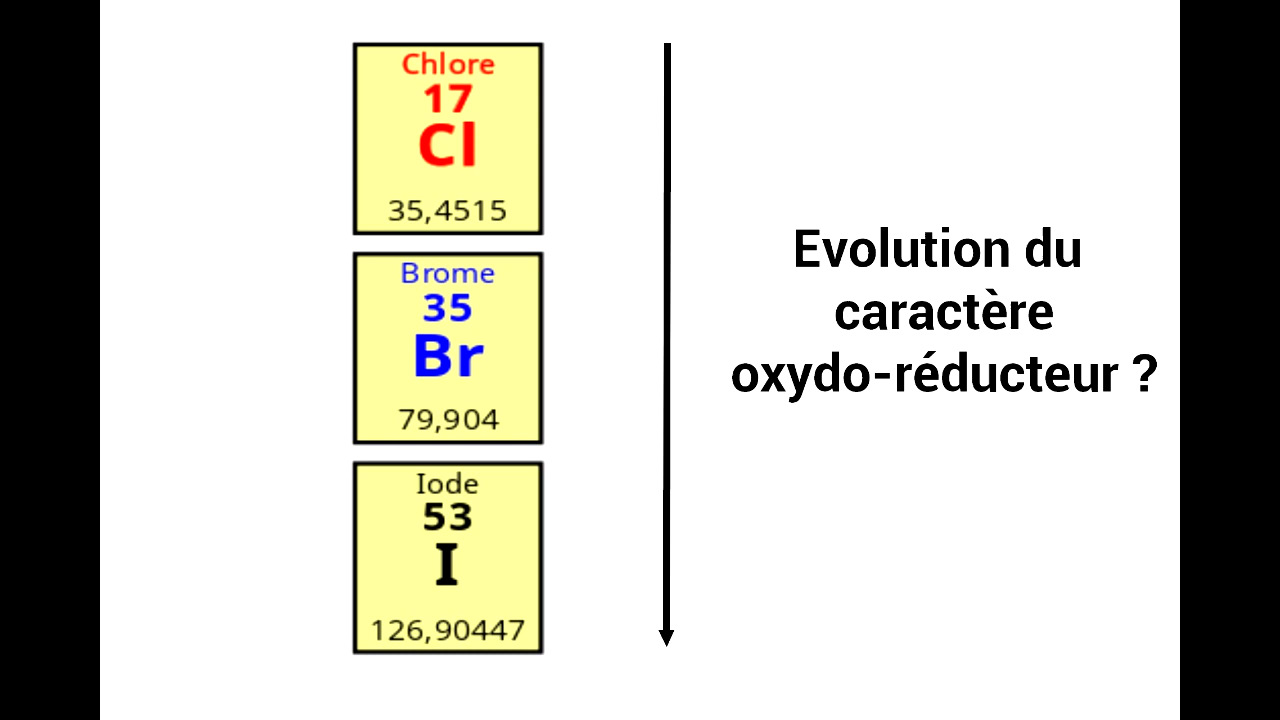 Chlore
17
Cl
35,4515
Brome
35
Br
79,904
Iode
53
I
126,90447
Evolution du
caractère
oxydo-réducteur ?